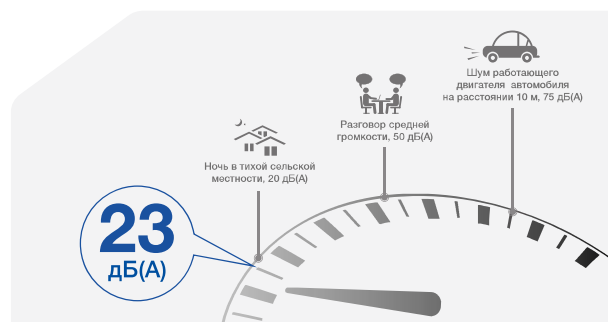 Шум работающего
двигателя автомобиля
на расстоянии 10 м, 75 дБ(А)
Разговор средней
громкости, 50 дБ(А)
Ночь в тихой сельской
местности, 20 дБ(А)
23
дБ(А)